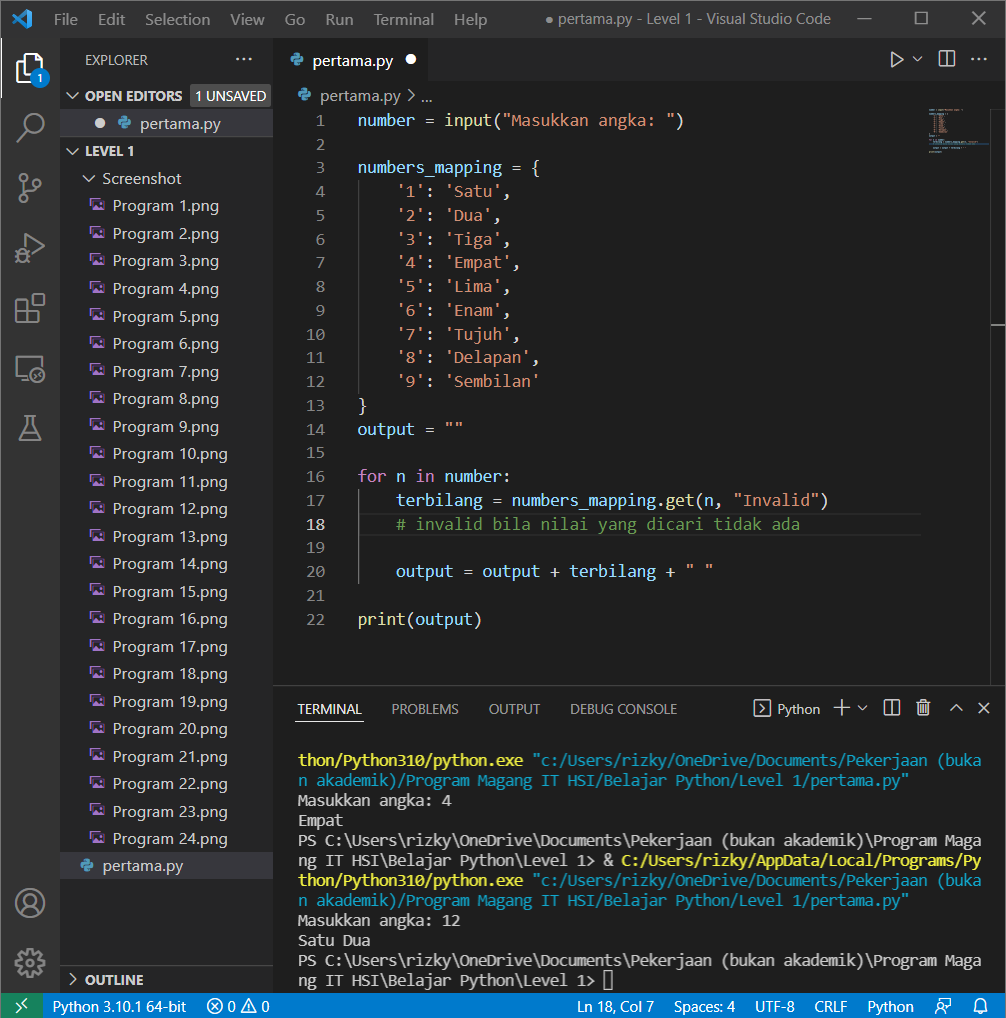 File Edit Selection View Go Run Terminal Help ● pertama.py - Level 1 - Visual Studio Code
EXPLORER ···
1
OPEN EDITORS 1 UNSAVED
● pertama.py
LEVEL 1
Screenshot
Program 1.png
Program 2.png
Program 3.png
Program 4.png
Program 5.png
Program 6.png
Program 7.png
Program 8.png
Program 9.png
Program 10.png
Program 11.png
Program 12.png
Program 13.png
Program 14.png
Program 15.png
Program 16.png
Program 17.png
Program 18.png
Program 19.png
Program 20.png
Program 21.png
Program 22.png
Program 23.png
Program 24.png
pertama.py
OUTLINE
pertama.py ●
pertama.py > ...
1 number = input("Masukkan angka: ")
2
3 numbers_mapping = {
4     '1': 'Satu',
5     '2': 'Dua',
6     '3': 'Tiga',
7     '4': 'Empat',
8     '5': 'Lima',
9     '6': 'Enam',
10     '7': 'Tujuh',
11     '8': 'Delapan',
12     '9': 'Sembilan'
13 }
14 output = ""
15
16 for n in number:
17     terbilang = numbers_mapping.get(n, "Invalid")
18     # invalid bila nilai yang dicari tidak ada
19
20     output = output + terbilang + " "
21
22 print(output)
TERMINAL PROBLEMS OUTPUT DEBUG CONSOLE Python
thon/Python310/python.exe "c:/Users/rizky/OneDrive/Documents/Pekerjaan (buka
n akademik)/Program Magang IT HSI/Belajar Python/Level 1/pertama.py"
Masukkan angka: 4
Empat
PS C:\Users\rizky\OneDrive\Documents\Pekerjaan (bukan akademik)\Program Maga
ng IT HSI\Belajar Python\Level 1> & C:/Users/rizky/AppData/Local/Programs/Py
thon/Python310/python.exe "c:/Users/rizky/OneDrive/Documents/Pekerjaan (buka
n akademik)/Program Magang IT HSI/Belajar Python/Level 1/pertama.py"
Masukkan angka: 12
Satu Dua
PS C:\Users\rizky\OneDrive\Documents\Pekerjaan (bukan akademik)\Program Maga
ng IT HSI\Belajar Python\Level 1>
Python 3.10.1 64-bit 0 0 Ln 18, Col 7 Spaces: 4 UTF-8 CRLF Python